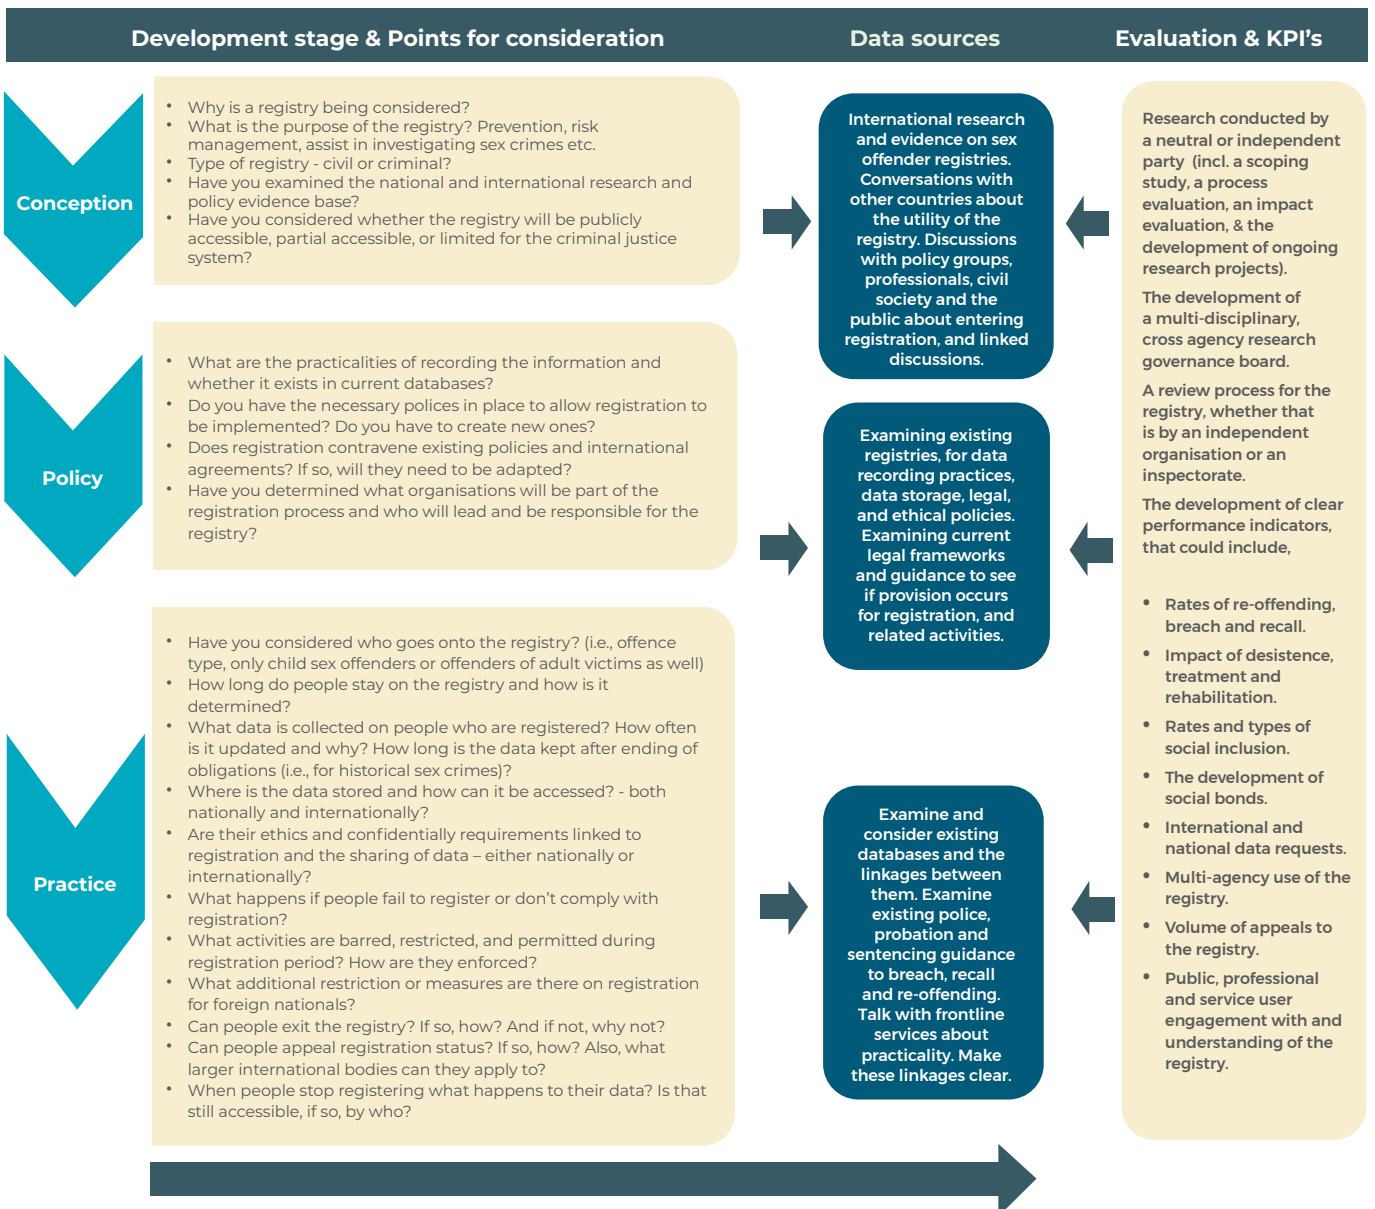 Development stage & Points for consideration
Data sources
Evaluation & KPI's
Conception
• Why is a registry being considered?
• What is the purpose of the registry? Prevention, risk
management, assist in investigating sex crimes etc.
• Type of registry - civil or criminal?
• Have you examined the national and international research and
policy evidence base?
• Have you considered whether the registry will be publicly
accessible, partial accessible, or limited for the criminal justice
system?
Policy
• What are the practicalities of recording the information and
whether it exists in current databases?
• Do you have the necessary polices in place to allow registration to
be implemented? Do you have to create new ones?
• Does registration contravene existing policies and international
agreements? If so, will they need to be adapted?
• Have you determined what organisations will be part of the
registration process and who will lead and be responsible for the
registry?
Practice
• Have you considered who goes onto the registry? (i.e., offence
type, only child sex offenders or offenders of adult victims as well)
• How long do people stay on the registry and how is it
determined?
• What data is collected on people who are registered? How often
is it updated and why? How long is the data kept after ending of
obligations (i.e., for historical sex crimes)?
• Where is the data stored and how can it be accessed? - both
nationally and internationally?
• Are their ethics and confidentially requirements linked to
registration and the sharing of data – either nationally or
internationally?
• What happens if people fail to register or don't comply with
registration?
• What activities are barred, restricted, and permitted during
registration period? How are they enforced?
• What additional restriction or measures are there on registration
for foreign nationals?
• Can people exit the registry? If so, how? And if not, why not?
• Can people appeal registration status? If so, how? Also, what
larger international bodies can they apply to?
• When people stop registering what happens to their data? Is that
still accessible, if so, by who?
International research
and evidence on sex
offender registries.
Conversations with
other countries about
the utility of the
registry. Discussions
with policy groups,
professionals, civil
society and the
public about entering
registration, and linked
discussions.
Examining existing
registries, for data
recording practices,
data storage, legal,
and ethical policies.
Examining current
legal frameworks
and guidance to see
if provision occurs
for registration, and
related activities.
Examine and
consider existing
databases and the
linkages between
them. Examine
existing police,
probation and
sentencing guidance
to breach, recall
and re-offending.
Talk with frontline
services about
practicality. Make
these linkages clear.
Research conducted by
a neutral or independent
party (incl. a scoping
study, a process
evaluation, an impact
evaluation, & the
development of ongoing
research projects).
The development of
a multi-disciplinary,
cross agency research
governance board.
A review process for the
registry, whether that
is by an independent
organisation or an
inspectorate.
The development of clear
performance indicators,
that could include,
• Rates of re-offending,
breach and recall.
• Impact of desistence,
treatment and
rehabilitation.
• Rates and types of
social inclusion.
• The development of
social bonds.
• International and
national data requests.
• Multi-agency use of the
registry.
• Volume of appeals to
the registry.
• Public, professional
and service user
engagement with and
understanding of the
registry.